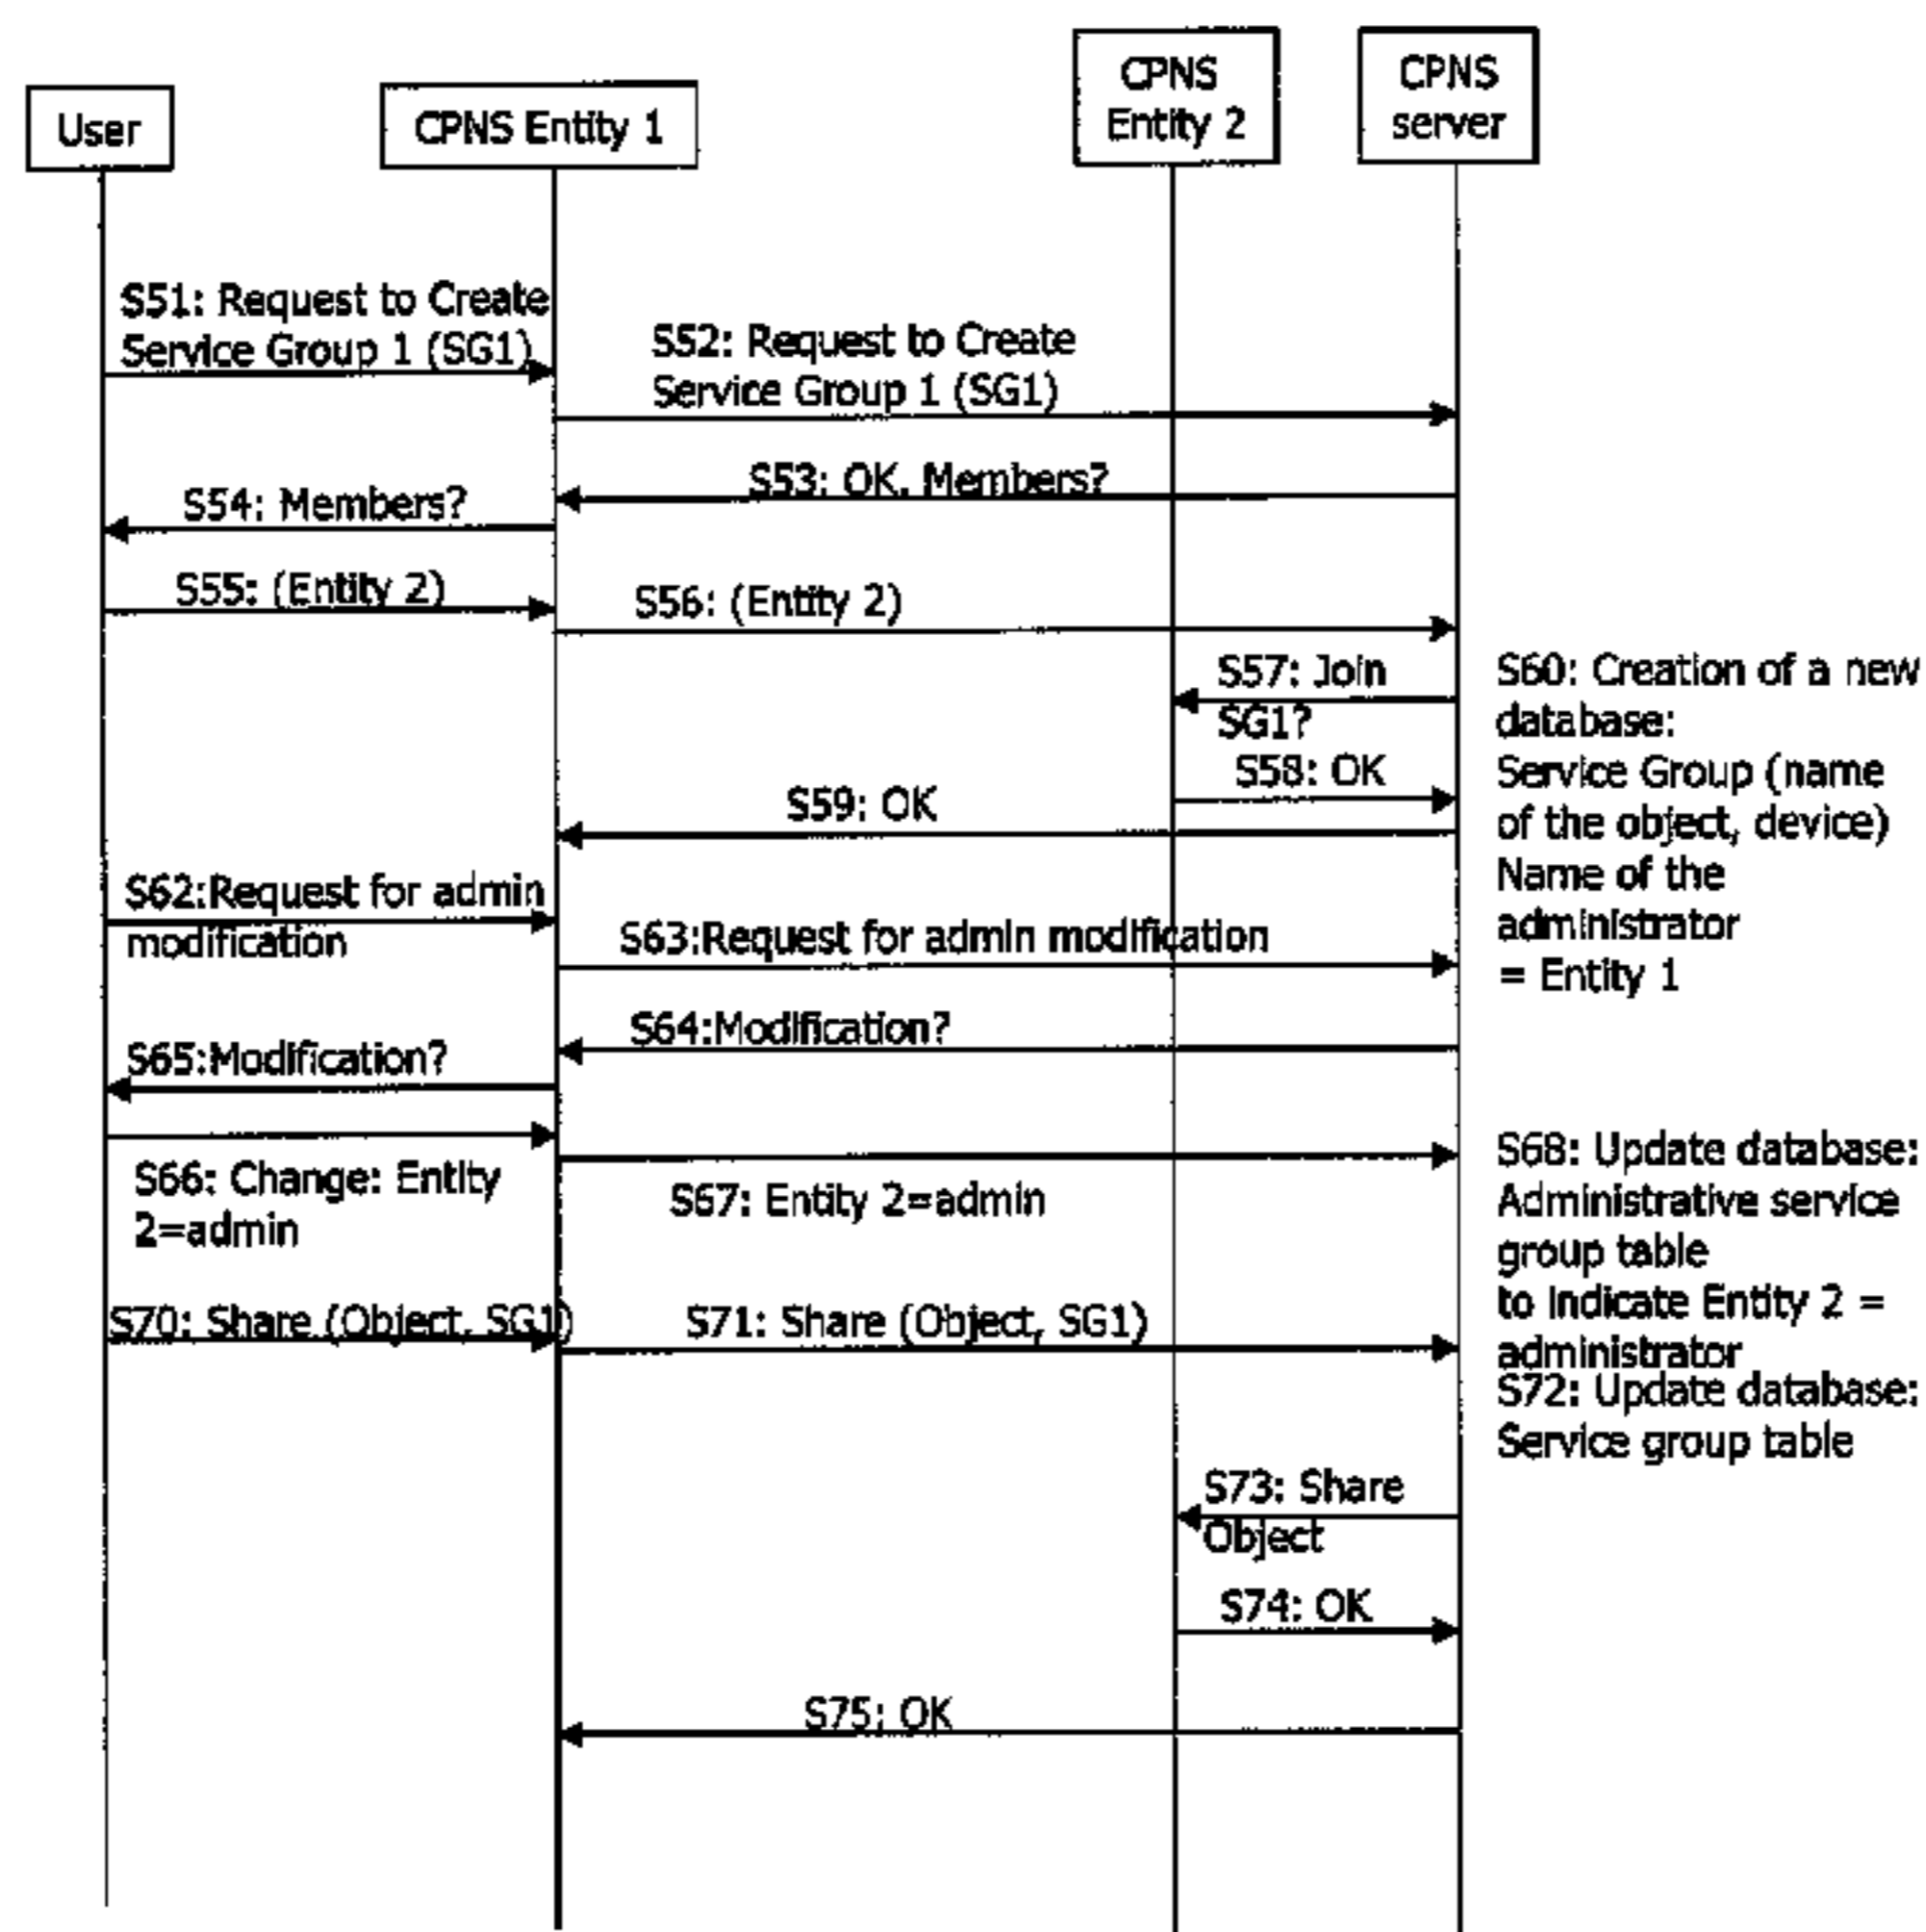 User
CPNS Entity 1
CPNS
Entity 2
CPNS
server
S51: Request to Create
Service Group 1 (SG1)
S52: Request to Create
Service Group 1 (SG1)
S53: OK, Members?
S54: Members?
S55: (Entity 2)
S56: (Entity 2)
S57: Join
SG1?
S58: OK
S59: OK
S60: Creation of a new
database:
Service Group (name
of the object, device)
Name of the
administrator
= Entity 1
S62:Request for admin
modification
S63:Request for admin modification
S64:Modification?
S65:Modification?
S66: Change: Entity
2=admin
S67: Entity 2=admin
S68: Update database:
Administrative service
group table
to indicate Entity 2 =
administrator
S70: Share (Object, SG1)
S71: Share (Object, SG1)
S72: Update database:
Service group table
S73: Share
Object
S74: OK
S75: OK